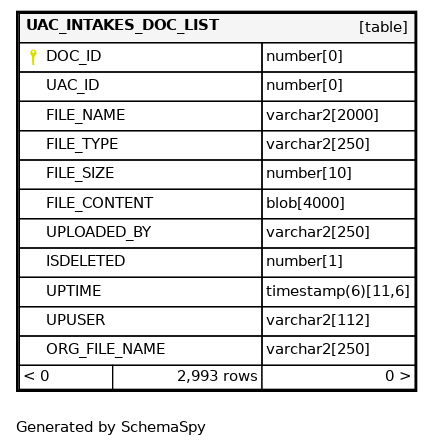 UAC_INTAKES_DOC_LIST [table]
DOC_ID number[0]
UAC_ID number[0]
FILE_NAME varchar2[2000]
FILE_TYPE varchar2[250]
FILE_SIZE number[10]
FILE_CONTENT blob[4000]
UPLOADED_BY varchar2[250]
ISDELETED number[1]
UPTIME timestamp(6)[11,6]
UPUSER varchar2[112]
ORG_FILE_NAME varchar2[250]
< 0 2,993 rows 0 >
Generated by SchemaSpy